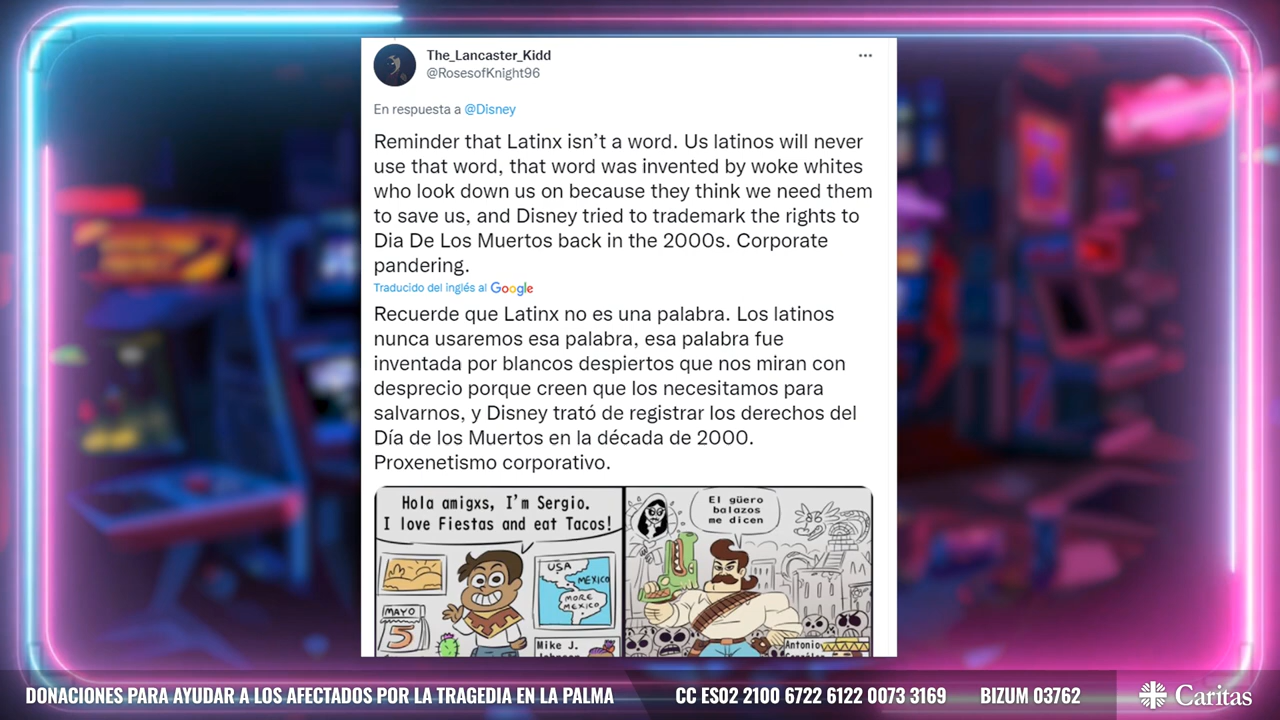 The_Lancaster_Kidd
@RosesofKnight96
En respuesta a @Disney
Reminder that Latinx isn't a word. Us latinos will never
use that word, that word was invented by woke whites
who look down us on because they think we need them
to save us, and Disney tried to trademark the rights to
Dia De Los Muertos back in the 2000s. Corporate
pandering.
Traducido del inglés al Google
Recuerde que Latinx no es una palabra. Los latinos
nunca usaremos esa palabra, esa palabra fue
inventada por blancos despiertos que nos miran con
desprecio porque creen que los necesitamos para
salvarnos, y Disney trató de registrar los derechos del
Día de los Muertos en la década de 2000.
Proxenetismo corporativo.
Hola amigxs, I'm Sergio.
I love Fiestas and eat Tacos!
USA
MEXICO
MORE
MEXICO
MAYO
5
Mike J.
El güero
balazos
me dicen
Antonio
DONACIONES PARA AYUDAR A LOS AFECTADOS POR LA TRAGEDIA EN LA PALMA CC ES02 2100 6722 6122 0073 3169 BIZUM 03762 Caritas